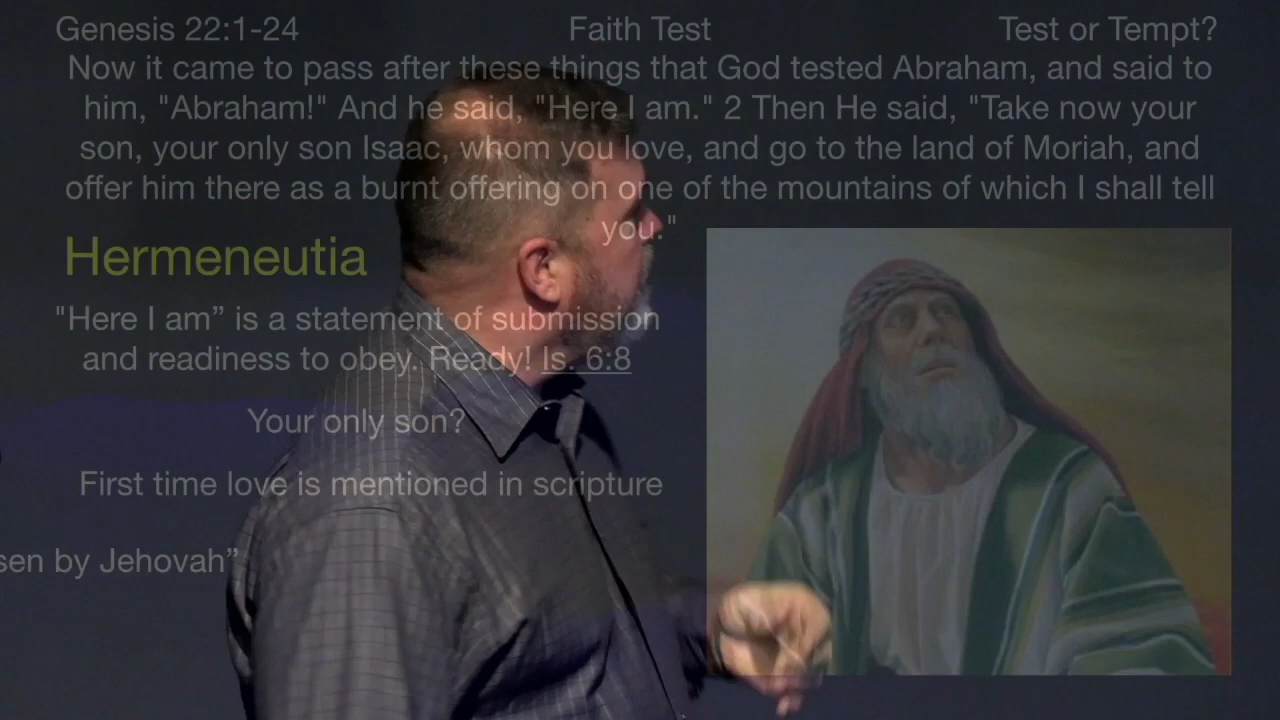 Genesis 22:1-24 Faith Test Test or Tempt?
Now it came to pass after these things that God tested Abraham, and said to
him, "Abraham!" And he said, "Here I am." 2 Then He said, "Take now your
son, your only son Isaac, whom you love, and go to the land of Moriah, and
offer him there as a burnt offering on one of the mountains of which I shall tell
you."
Hermeneutia
"Here I am” is a statement of submission
and readiness to obey. Ready! Is. 6:8
Your only son?
First time love is mentioned in scripture
sen by Jehovah”